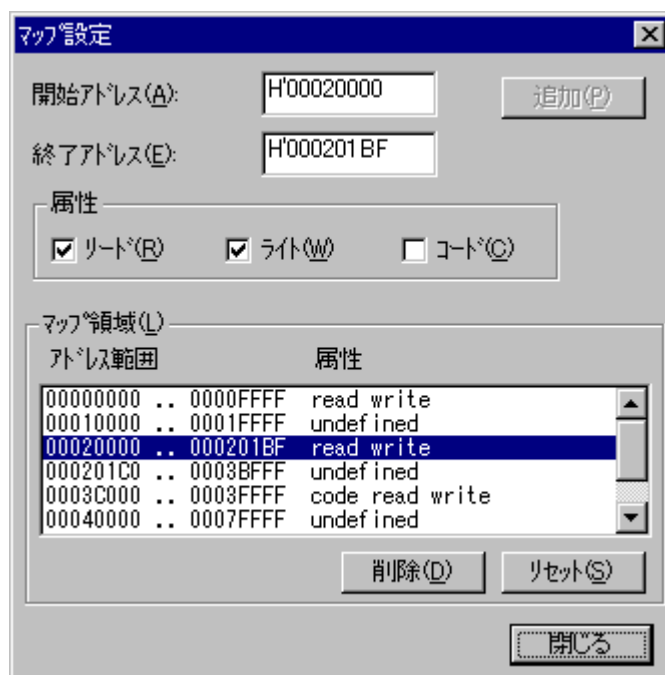 マップ設定
開始アドレス(A): H'00020000 追加(P)
終了アドレス(E): H'000201BF
属性
リード(R) ライト(W) コード(C)
マップ領域(L)
アドレス範囲 属性
00000000 .. 0000FFFF read write
00010000 .. 0001FFFF undefined
00020000 .. 000201BF read write
000201C0 .. 0003BFFF undefined
0003C000 .. 0003FFFF code read write
00040000 .. 0007FFFF undefined
削除(D) リセット(S)
閉じる